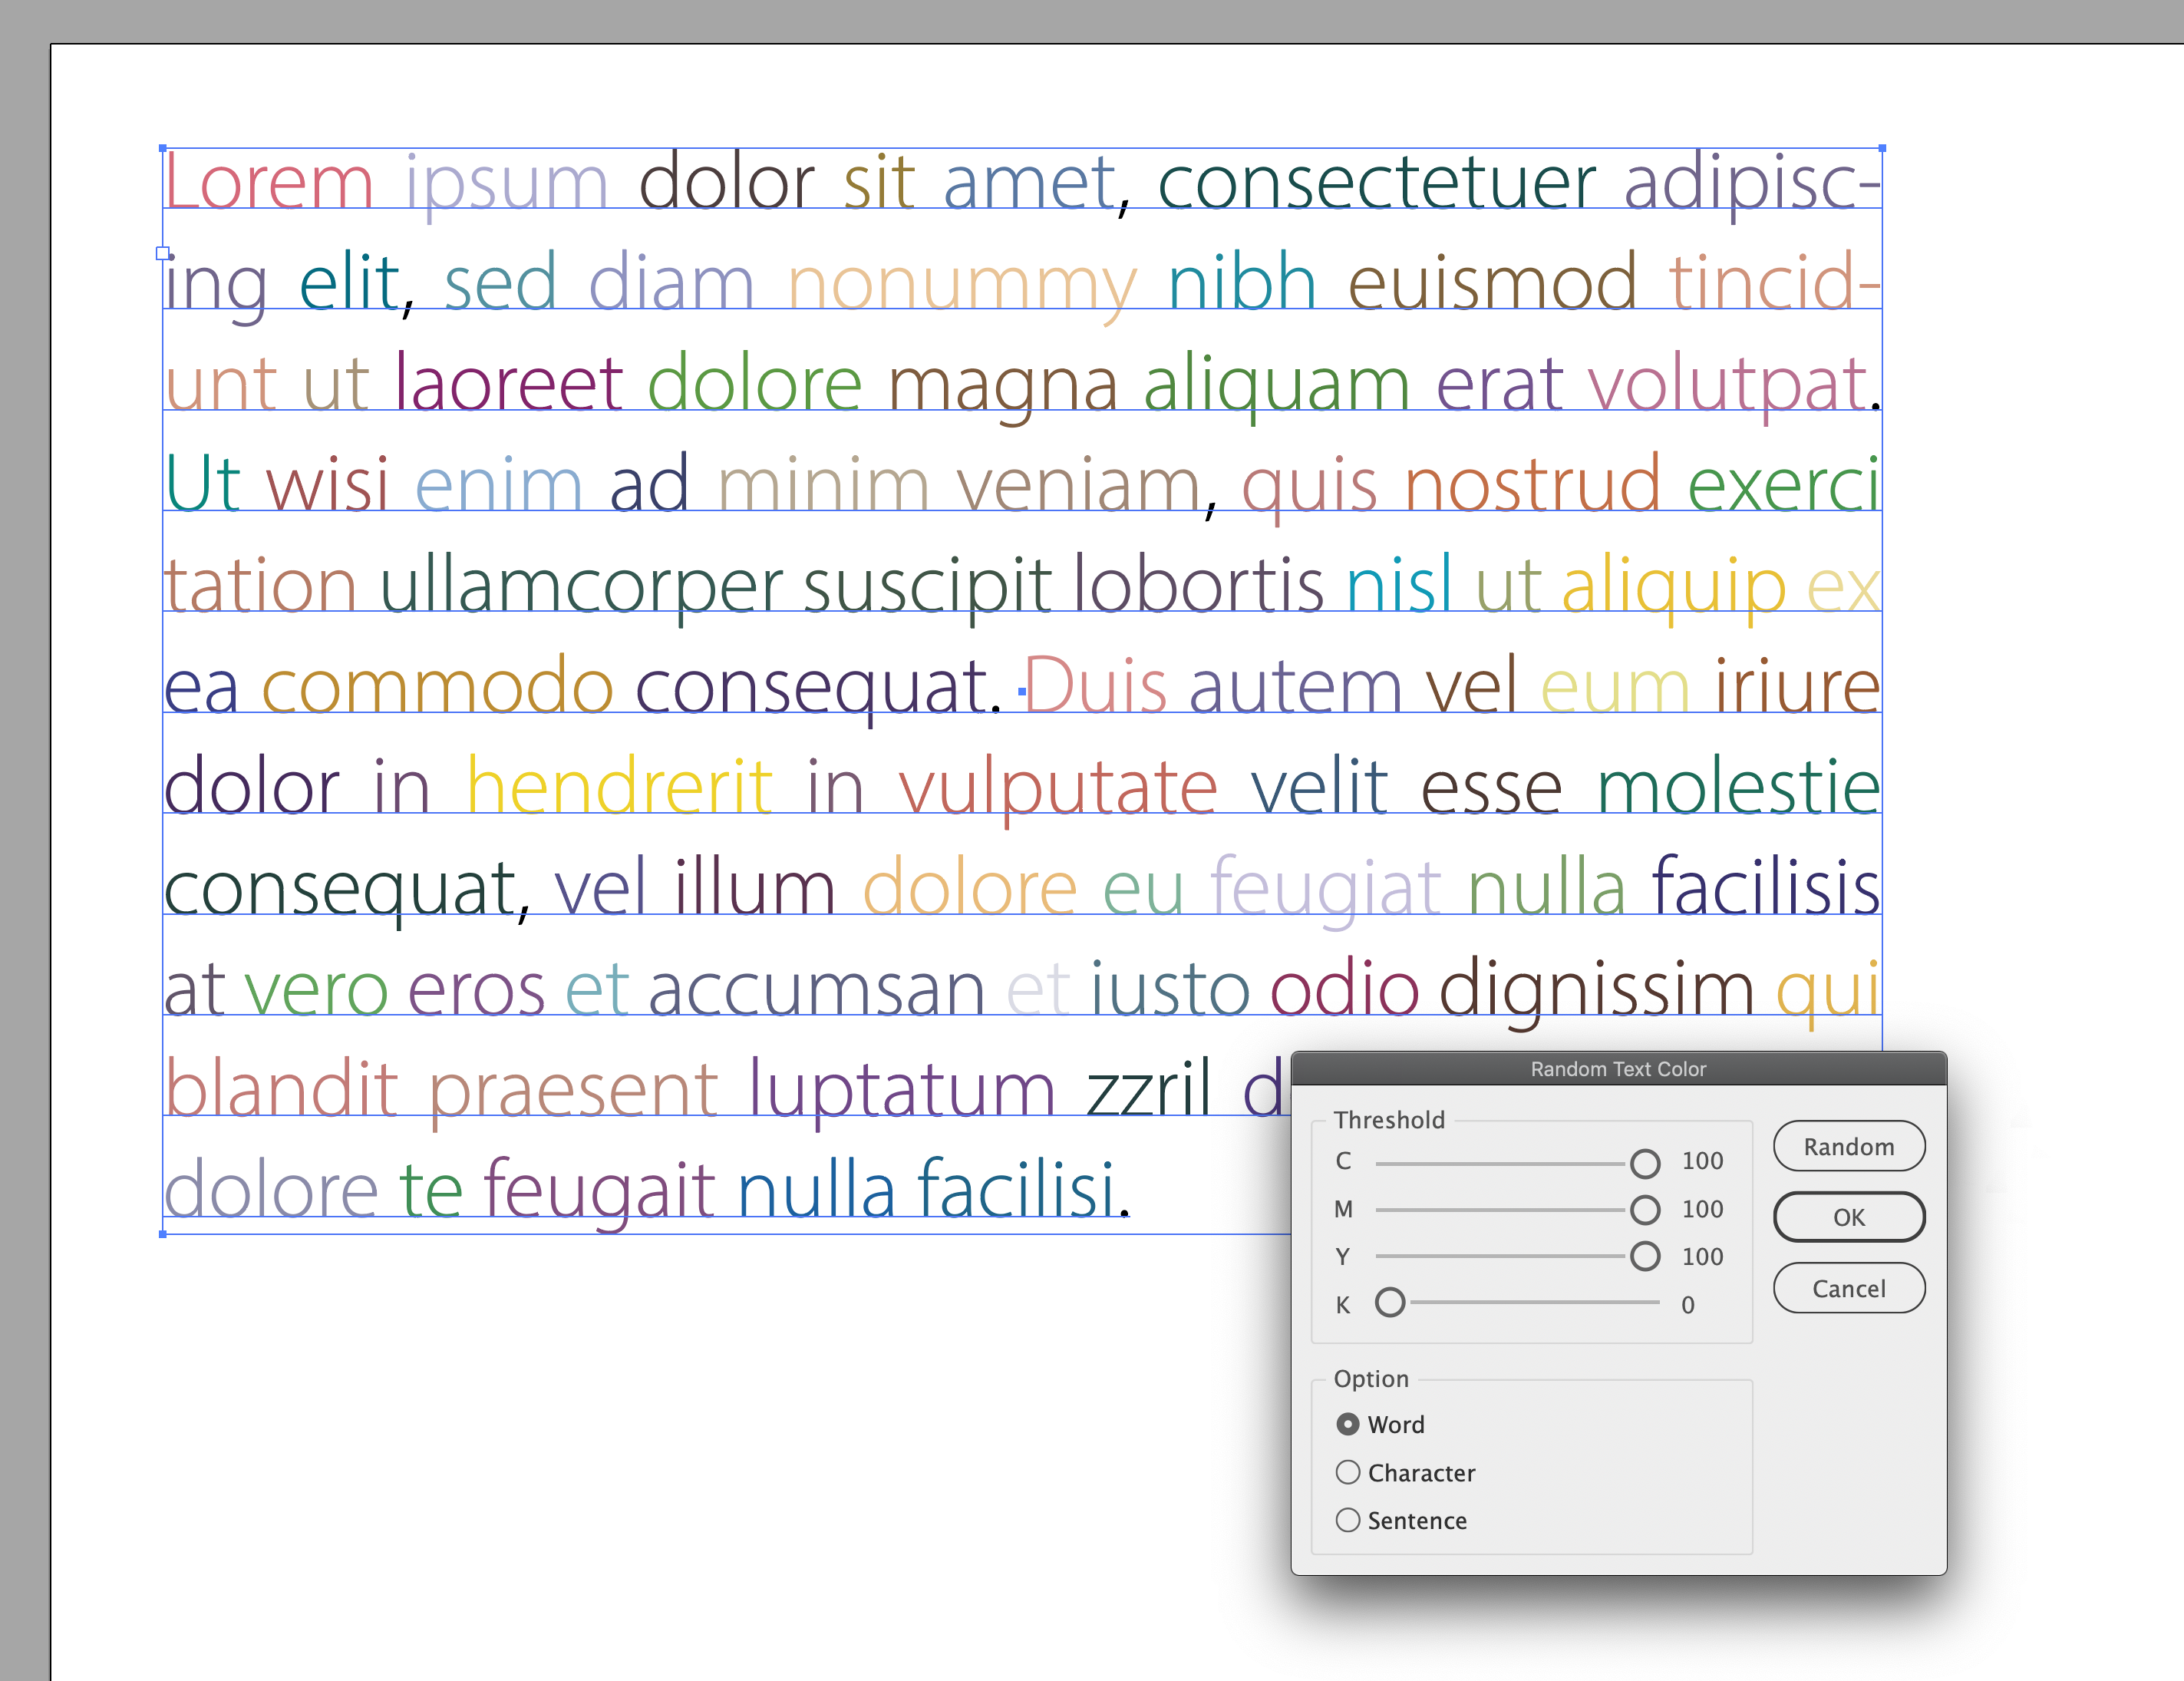 Lorem ipsum dolor sit amet, consectetuer adipisc-
ing elit, sed diam nonummy nibh euismod tincid-
unt ut laoreet dolore magna aliquam erat volutpat.
Ut wisi enim ad minim veniam, quis nostrud exerci
tation ullamcorper suscipit lobortis nisl ut aliquip ex
ea commodo consequat. Duis autem vel eum iriure
dolor in hendrerit in vulputate velit esse molestie
consequat, vel illum dolore eu feugiat nulla facilisis
at vero eros et accumsan et iusto odio dignissim qui
blandit praesent luptatum zzril
dolore te feugait nulla facilisi.
Random Text Color
Threshold
C 100
M 100
Y 100
K 0
Random
OK
Cancel
Option
Word
Character
Sentence